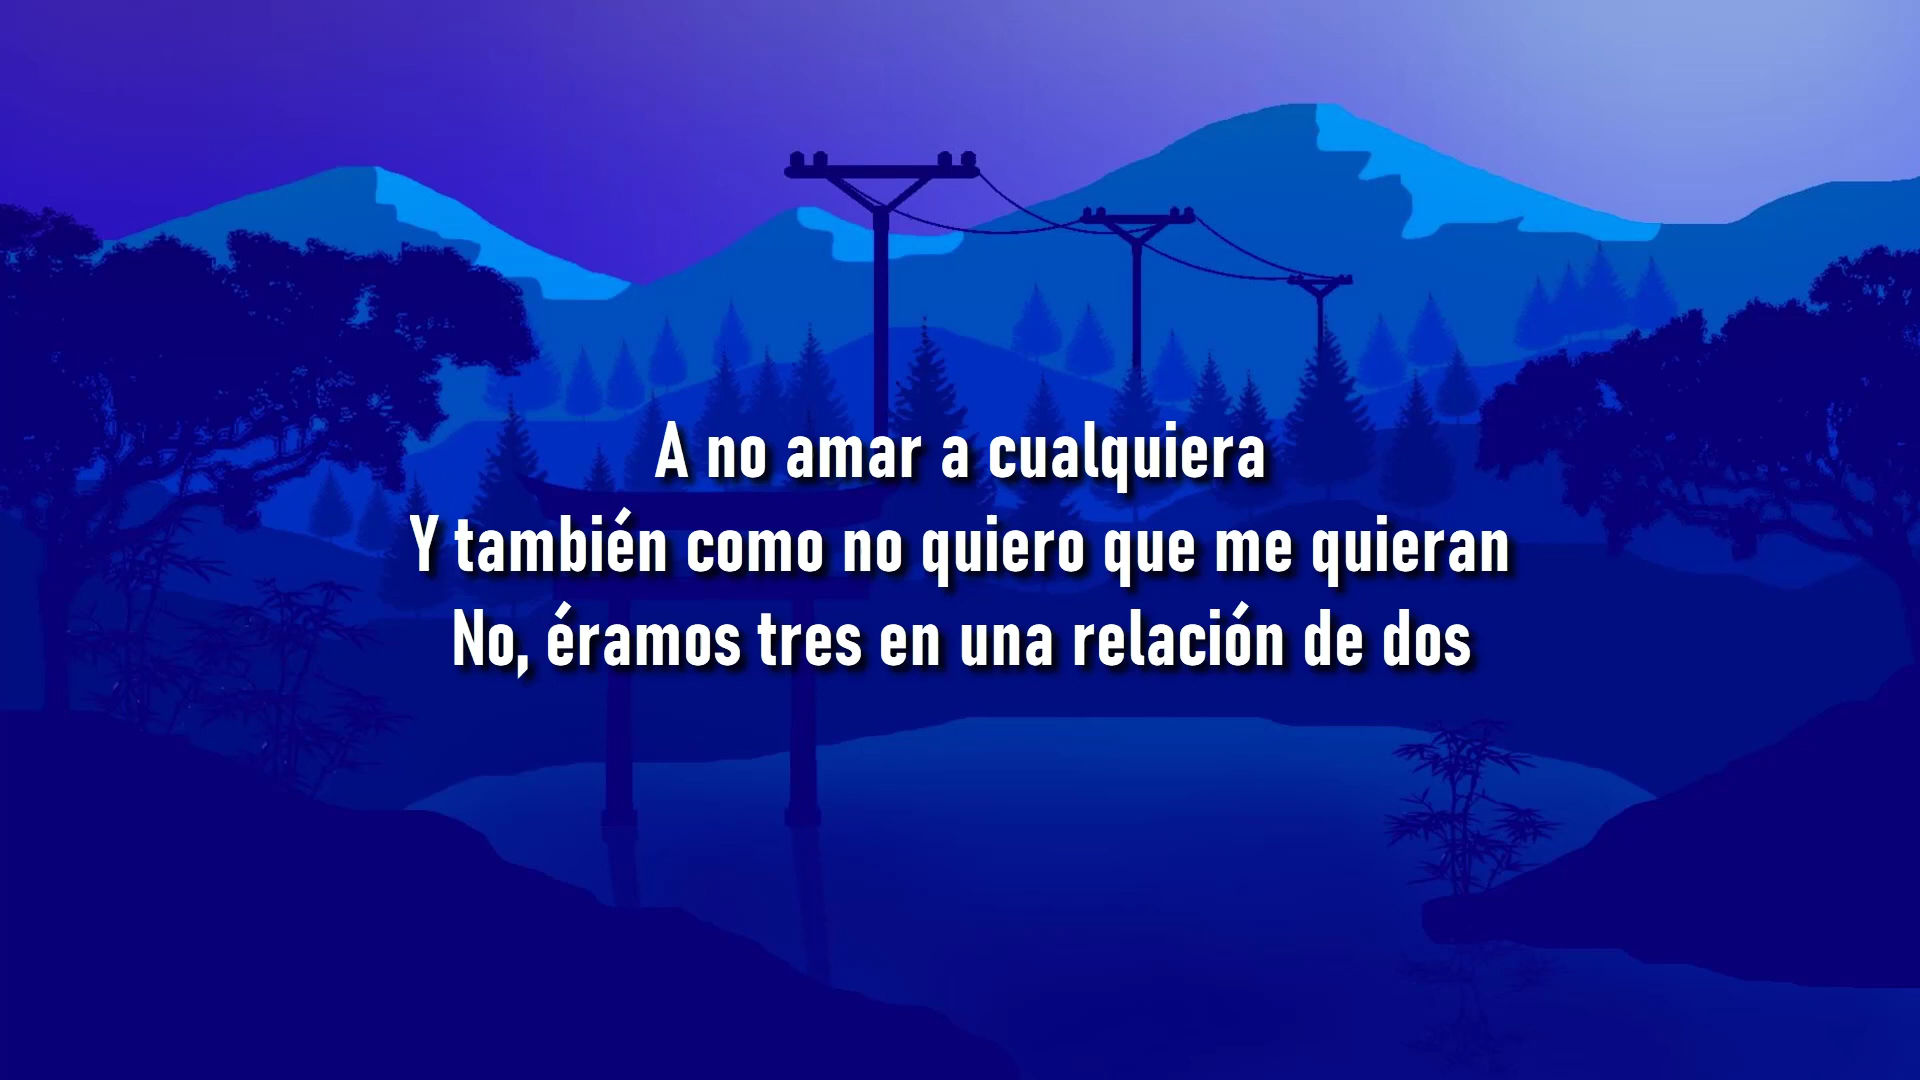 A no amar a cualquiera
Y también como no quiero que me quieran
No, éramos tres en una relación de dos